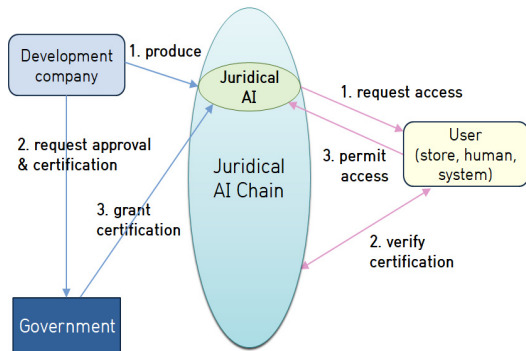 Development
company
1. produce
Juridical
AI
1. request access
2. request approval
& certification
User
(store, human,
system)
3. permit
access
Juridical
AI Chain
3. grant
certification
2. verify
certification
Government